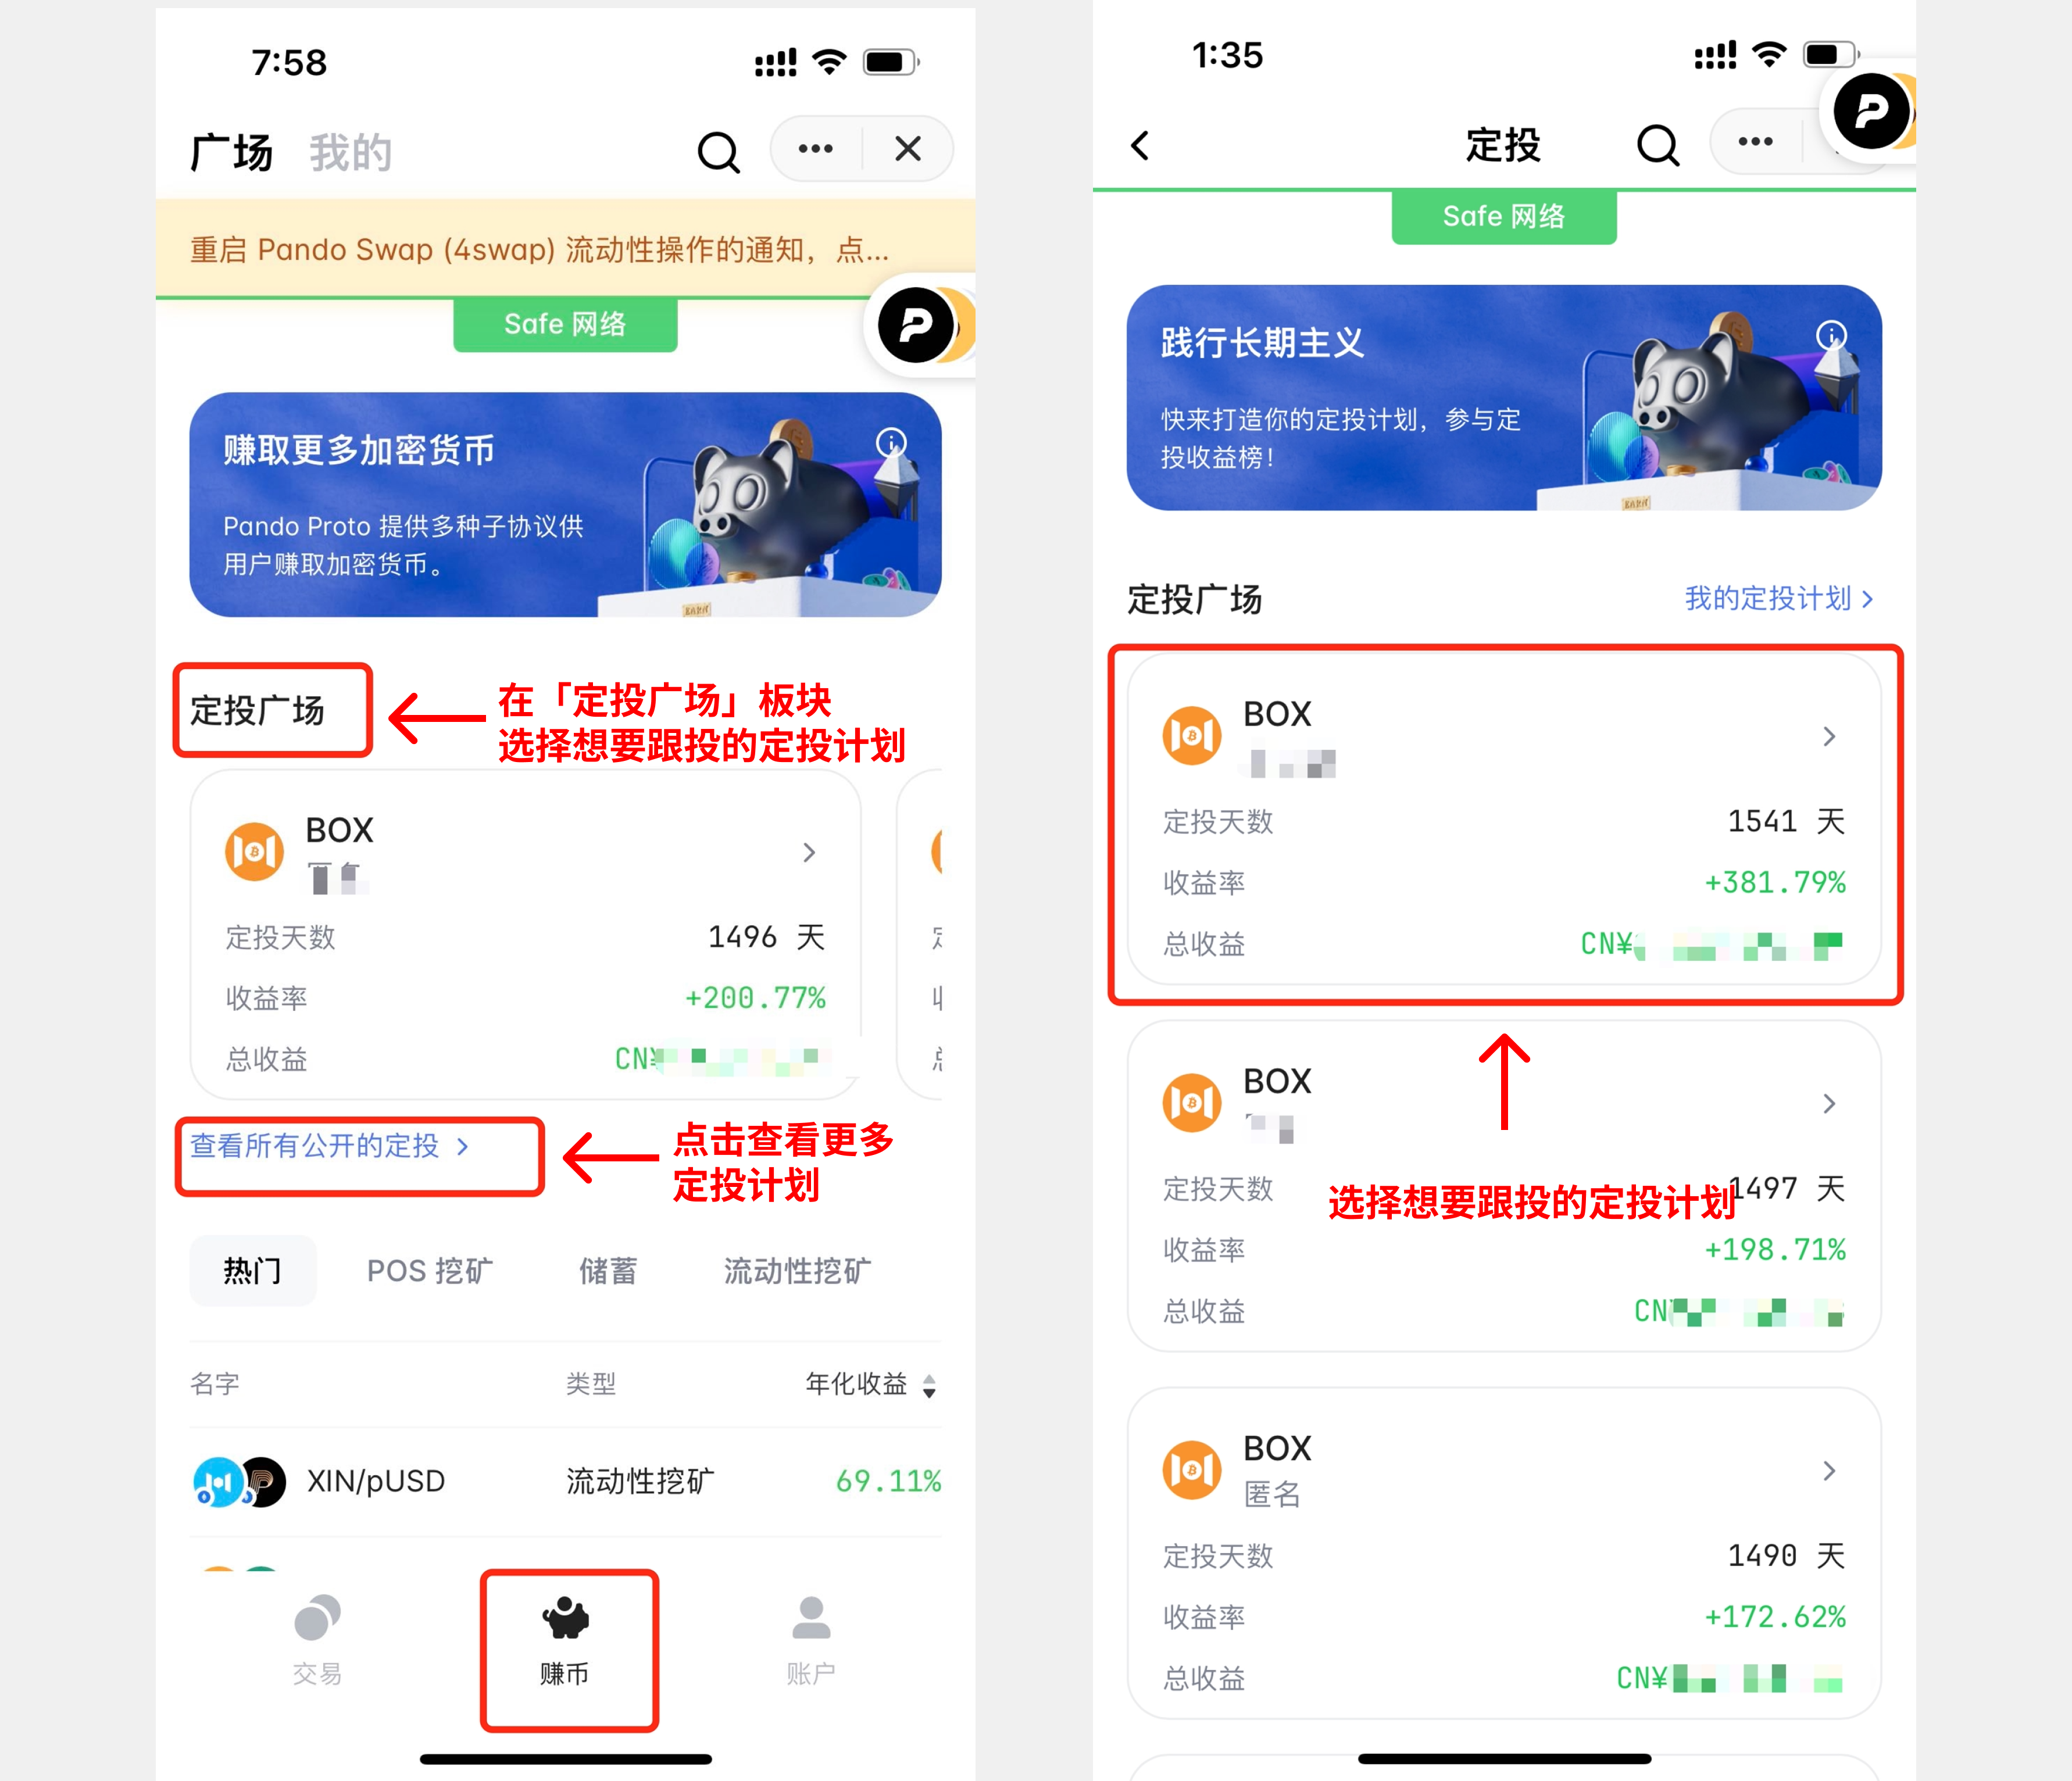 7:58
广场 我的
重启 Pando Swap (4swap) 流动性操作的通知，点...
Safe 网络
赚取更多加密货币
Pando Proto 提供多种子协议供
用户赚取加密货币。
定投广场
在「定投广场」板块
选择想要跟投的定投计划
BOX
定投天数 1496 天
收益率 +200.77%
总收益 CN¥
查看所有公开的定投
点击查看更多
定投计划
热门 POS 挖矿 储蓄 流动性挖矿
名字 类型 年化收益
XIN/pUSD 流动性挖矿 69.11%
交易 赚币 账户
1:35
定投
Safe 网络
践行长期主义
快来打造你的定投计划，参与定
投收益榜！
定投广场 我的定投计划
BOX
定投天数 1541 天
收益率 +381.79%
总收益 CN¥
BOX
定投天数 1497 天
选择想要跟投的定投计划
收益率 +198.71%
总收益 CN
BOX
匿名
定投天数 1490 天
收益率 +172.62%
总收益 CN¥